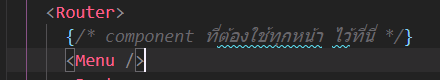 <Router>
{/* component ที่ต้องใช้ทุกหน้า ไว้ที่นี่ */}
<Menu />